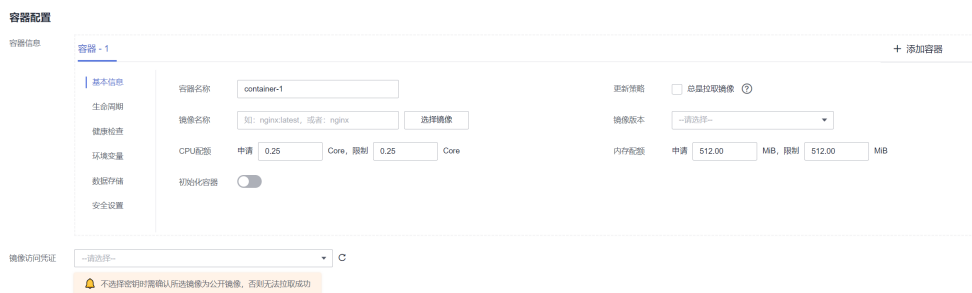 容器配置
容器信息
容器 - 1
+ 添加容器
基本信息
容器名称 container-1 更新策略 总是拉取镜像 ?
生命周期
镜像名称 如：nginx:latest，或者：nginx 选择镜像 镜像版本 --请选择--
健康检查
CPU配额 申请 0.25 Core，限制 0.25 Core 内存配额 申请 512.00 MiB，限制 512.00 MiB
环境变量
数据存储
初始化容器
安全设置
镜像访问凭证 --请选择--
不选择密钥时需确认所选镜像为公开镜像，否则无法拉取成功